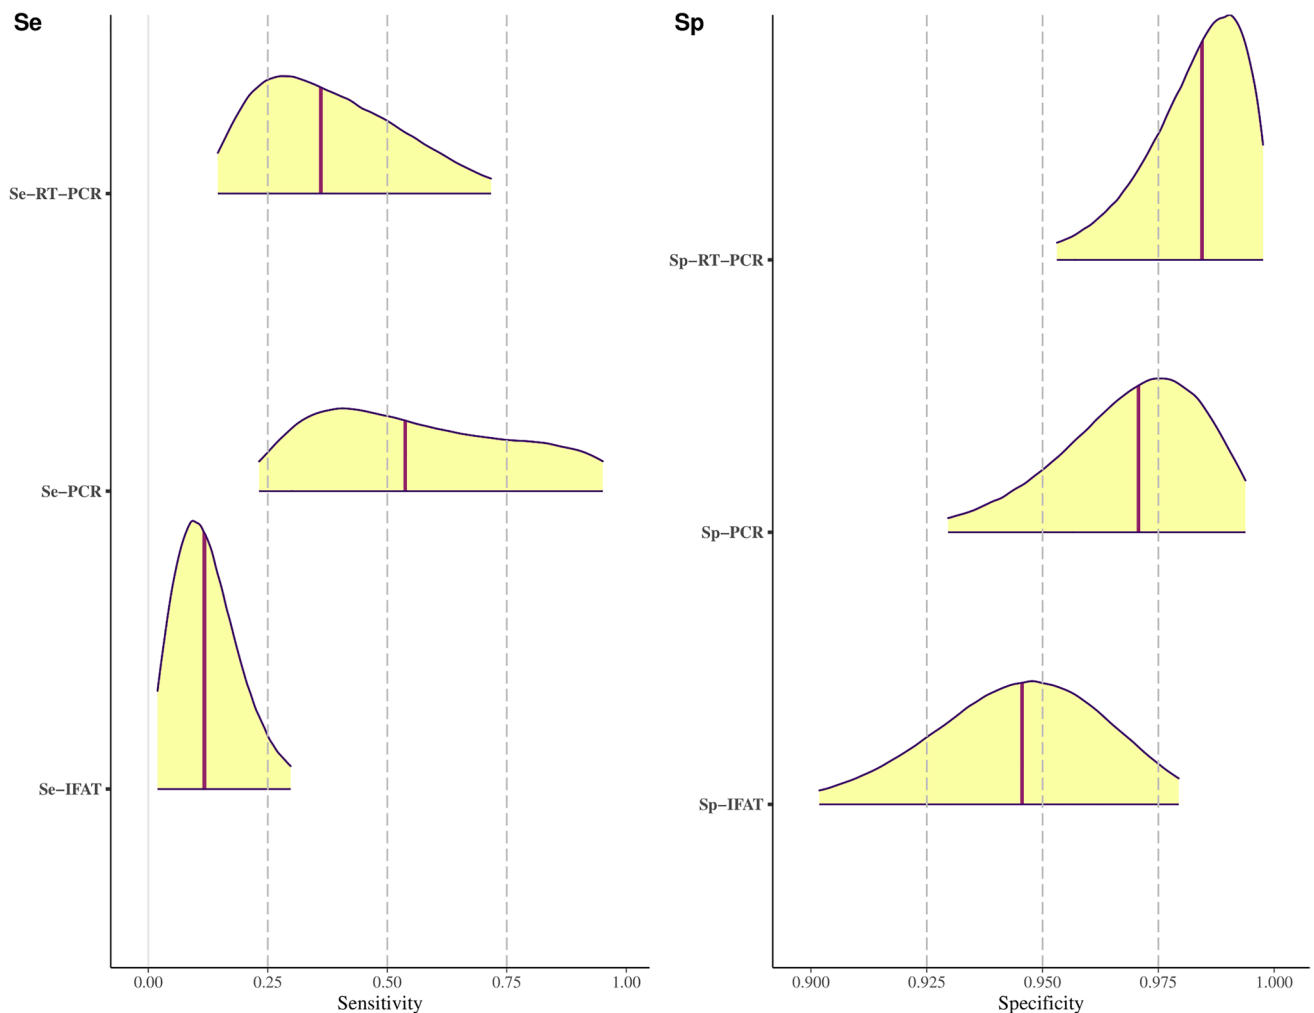 Se
Se−RT−PCR
Se−PCR
Se−IFAT
0.00 0.25 0.50 0.75 1.00
Sensitivity
Sp
Sp−RT−PCR
Sp−PCR
Sp−IFAT
0.900 0.925 0.950 0.975 1.000
Specificity